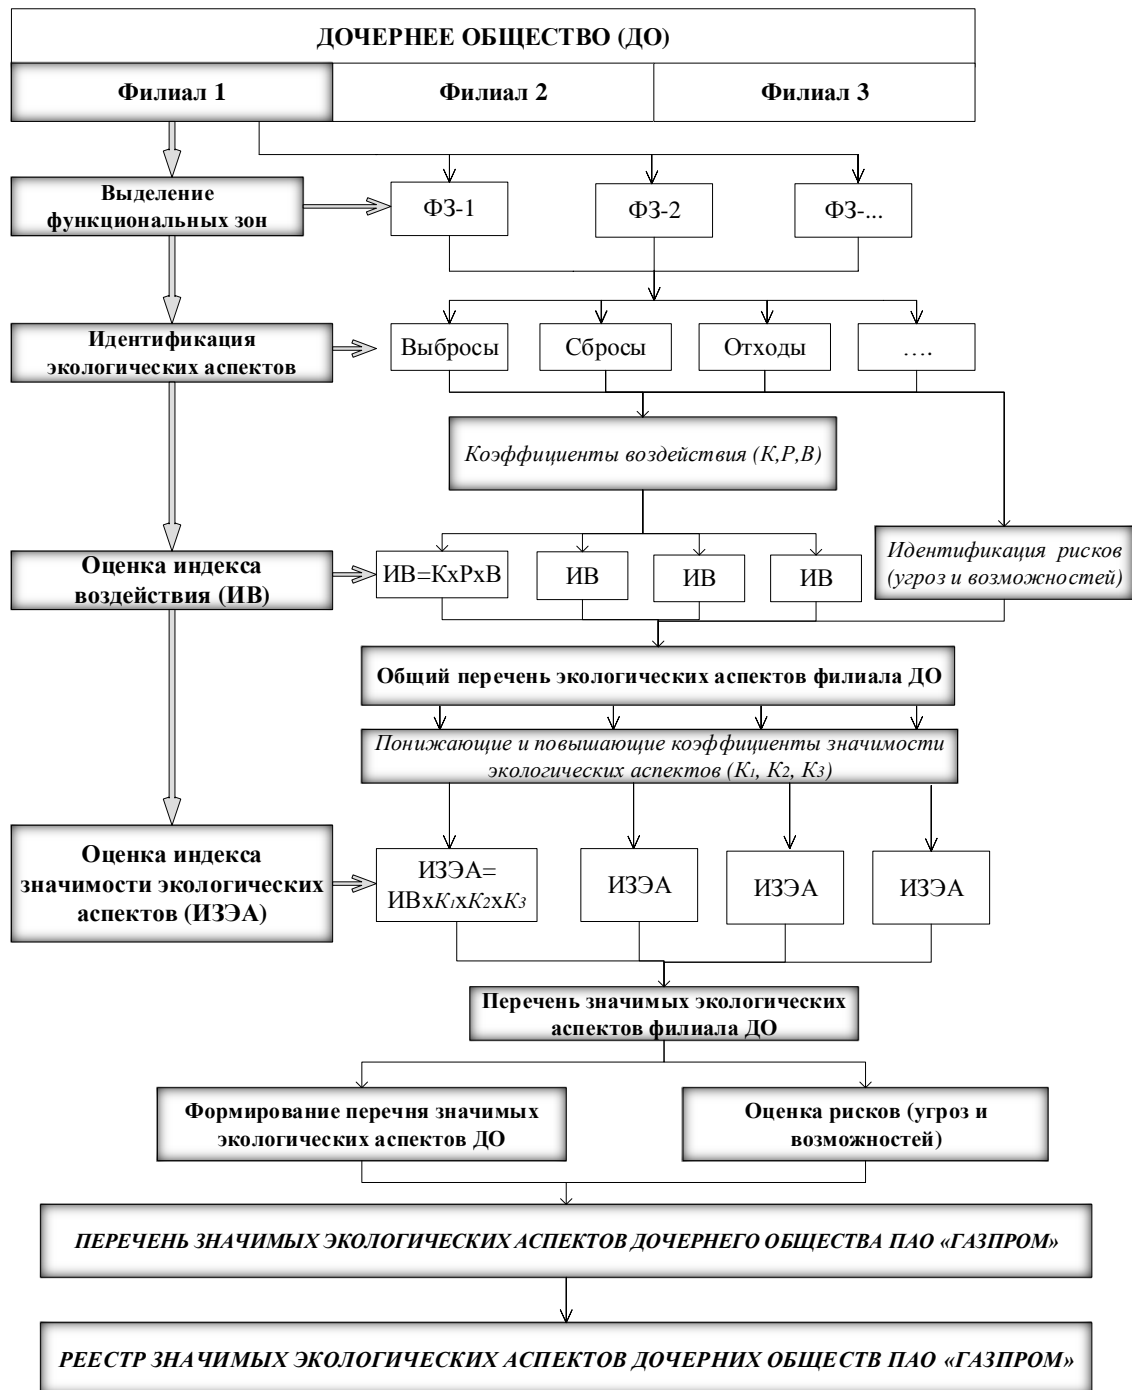 ДОЧЕРНЕЕ ОБЩЕСТВО (ДО)
Филиал 1
Филиал 2
Филиал 3
Выделение
функциональных зон
ФЗ-1
ФЗ-2
ФЗ-...
Идентификация
экологических аспектов
Выбросы
Сбросы
Отходы
….
Коэффициенты воздействия (К,Р,В)
Оценка индекса
воздействия (ИВ)
ИВ=КxРxВ
ИВ
ИВ
ИВ
Идентификация рисков
(угроз и возможностей)
Общий перечень экологических аспектов филиала ДО
Понижающие и повышающие коэффициенты значимости
экологических аспектов (К1, К2, К3)
Оценка индекса
значимости экологических
аспектов (ИЗЭА)
ИЗЭА=
ИВxК1xК2xК3
ИЗЭА
ИЗЭА
ИЗЭА
Перечень значимых экологических
аспектов филиала ДО
Формирование перечня значимых
экологических аспектов ДО
Оценка рисков (угроз и
возможностей)
ПЕРЕЧЕНЬ ЗНАЧИМЫХ ЭКОЛОГИЧЕСКИХ АСПЕКТОВ ДОЧЕРНЕГО ОБЩЕСТВА ПАО «ГАЗПРОМ»
РЕЕСТР ЗНАЧИМЫХ ЭКОЛОГИЧЕСКИХ АСПЕКТОВ ДОЧЕРНИХ ОБЩЕСТВ ПАО «ГАЗПРОМ»